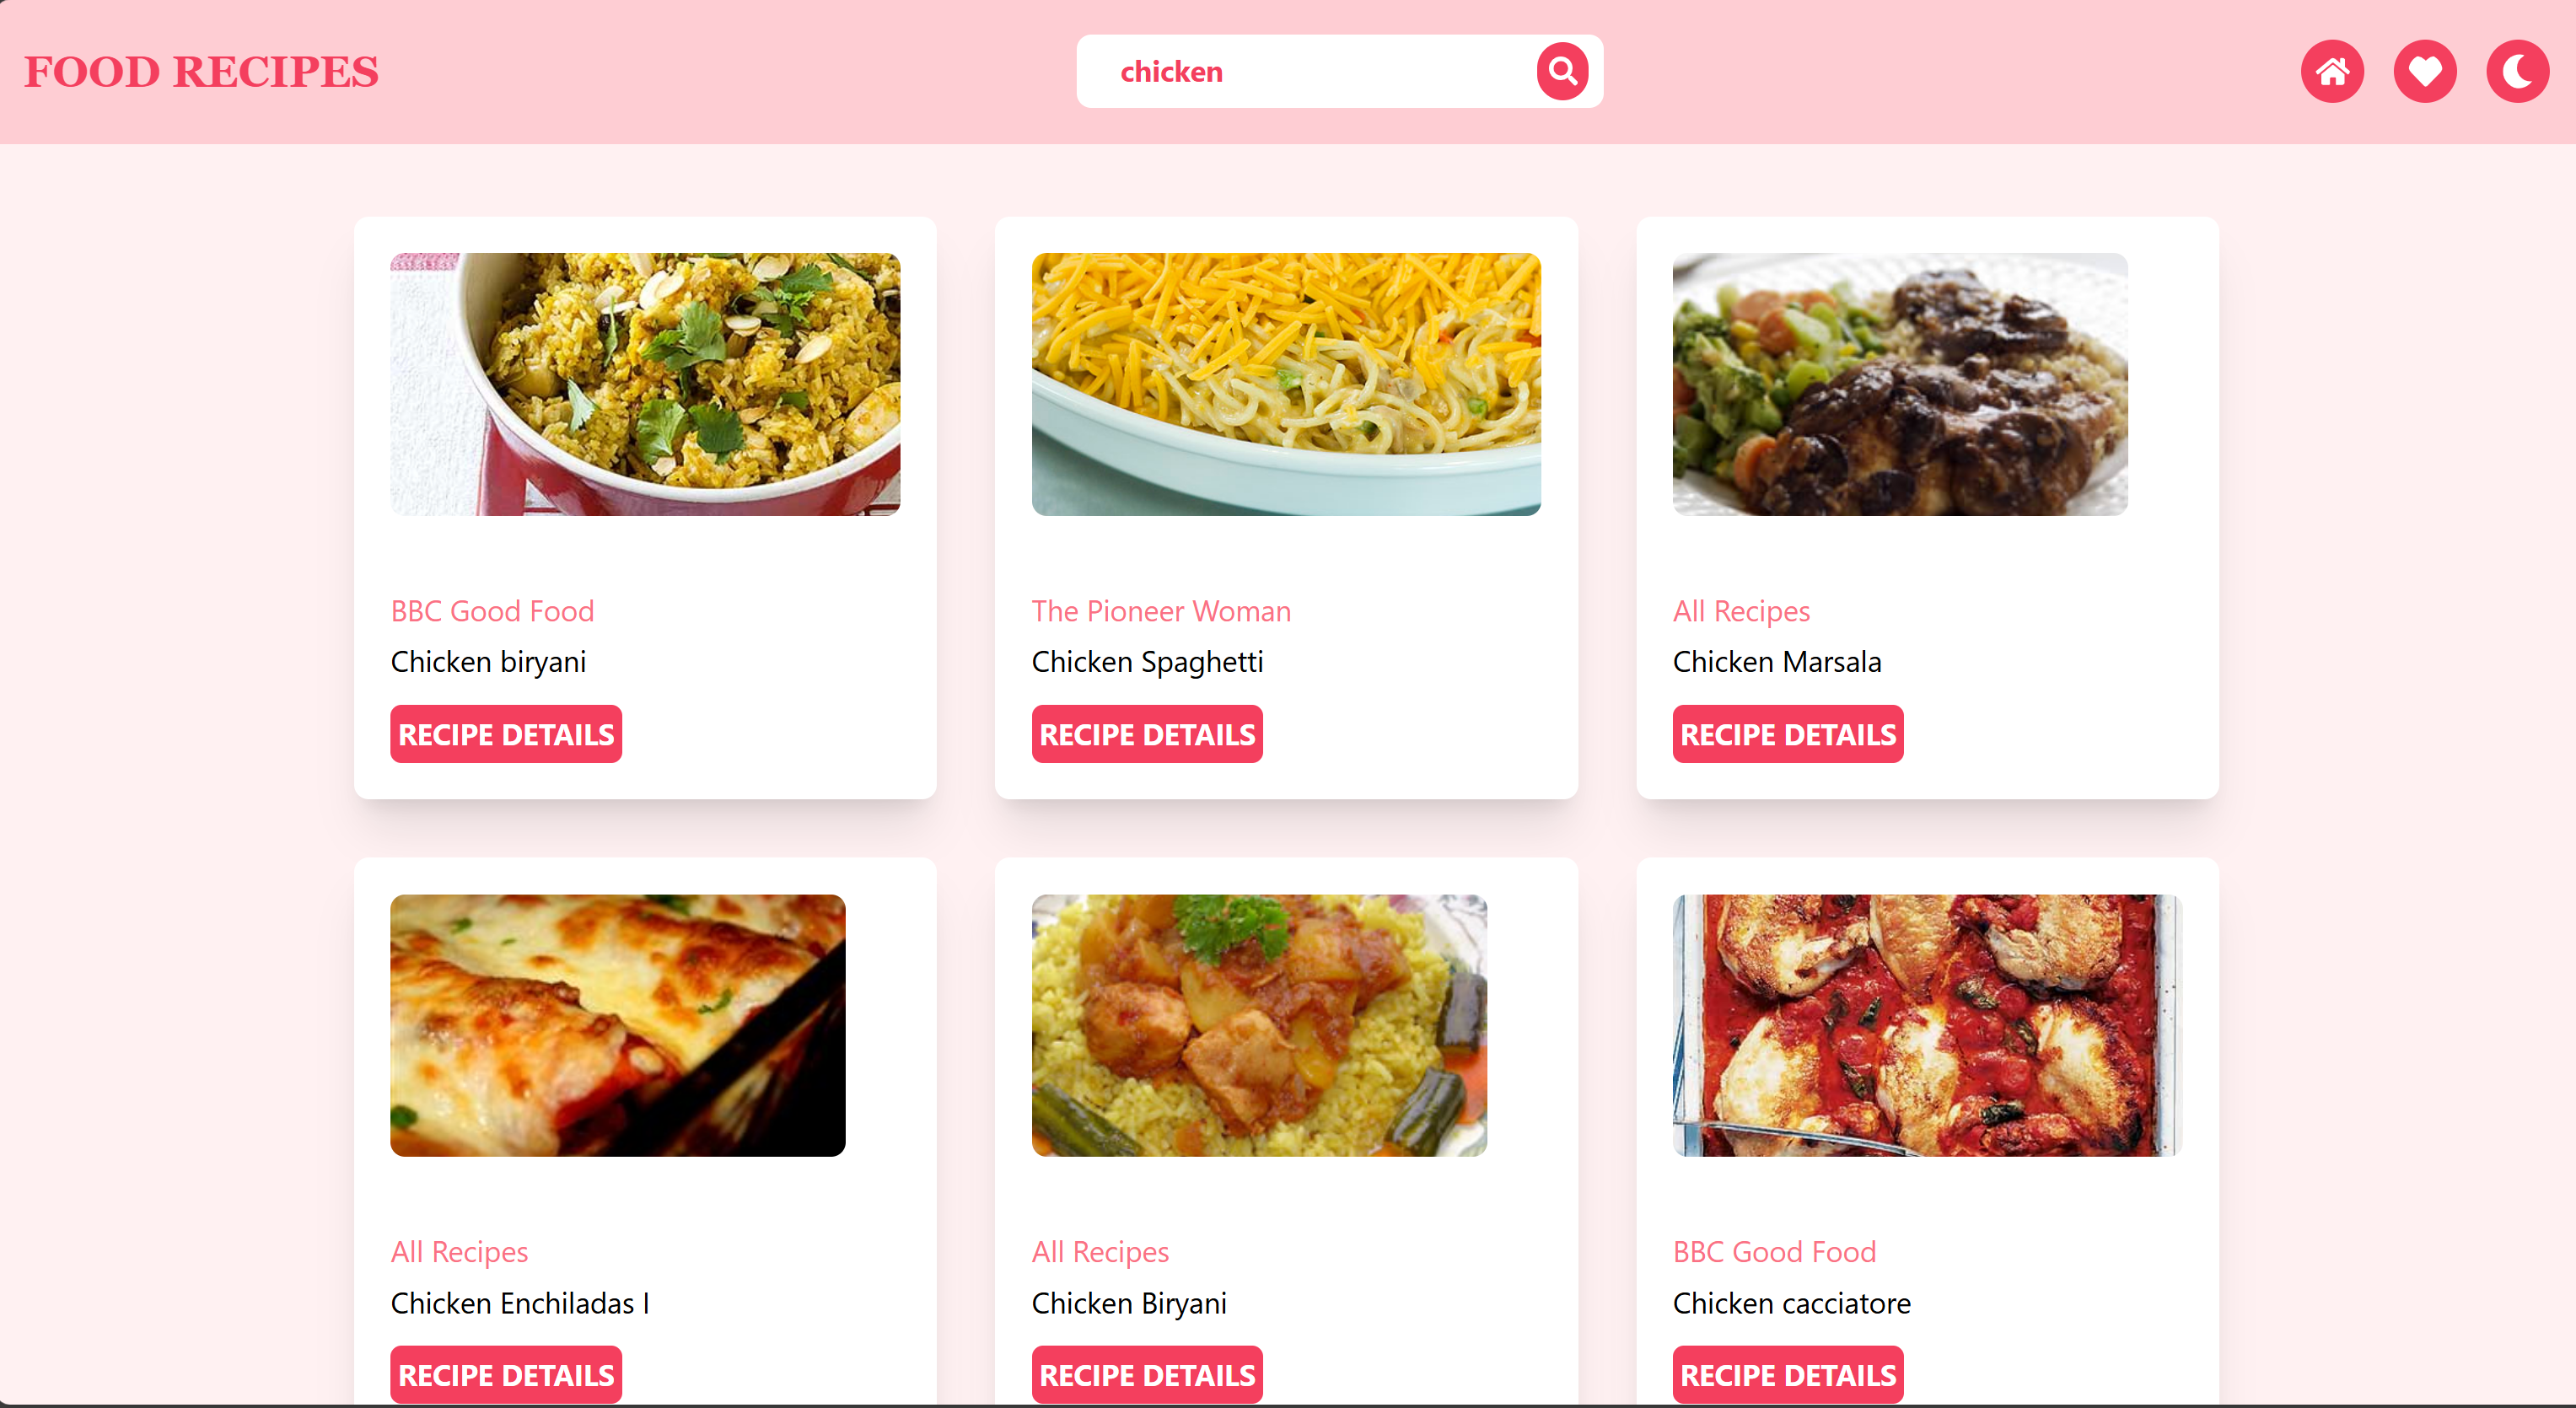 FOOD RECIPES
chicken
BBC Good Food
Chicken biryani
RECIPE DETAILS
The Pioneer Woman
Chicken Spaghetti
RECIPE DETAILS
All Recipes
Chicken Marsala
RECIPE DETAILS
All Recipes
Chicken Enchiladas I
RECIPE DETAILS
All Recipes
Chicken Biryani
RECIPE DETAILS
BBC Good Food
Chicken cacciatore
RECIPE DETAILS